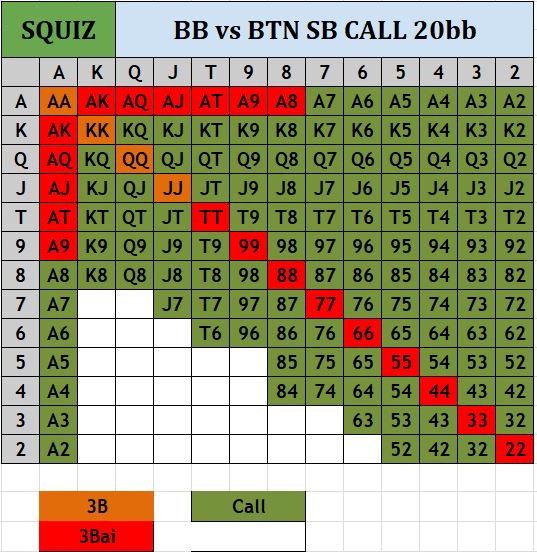 SQUIZ BB vs BTN SB CALL 20bb
A K Q J T 9 8 7 6 5 4 3 2
A AA AK AQ AJ AT A9 A8 A7 A6 A5 A4 A3 A2
K AK KK KQ KJ KT K9 K8 K7 K6 K5 K4 K3 K2
Q AQ KQ QQ QJ QT Q9 Q8 Q7 Q6 Q5 Q4 Q3 Q2
J AJ KJ QJ JJ JT J9 J8 J7 J6 J5 J4 J3 J2
T AT KT QT JT TT T9 T8 T7 T6 T5 T4 T3 T2
9 A9 K9 Q9 J9 T9 99 98 97 96 95 94 93 92
8 A8 K8 Q8 J8 T8 98 88 87 86 85 84 83 82
7 A7 J7 T7 97 87 77 76 75 74 73 72
6 A6 T6 96 86 76 66 65 64 63 62
5 A5 85 75 65 55 54 53 52
4 A4 84 74 64 54 44 43 42
3 A3 63 53 43 33 32
2 A2 52 42 32 22
3B Call
3Bai